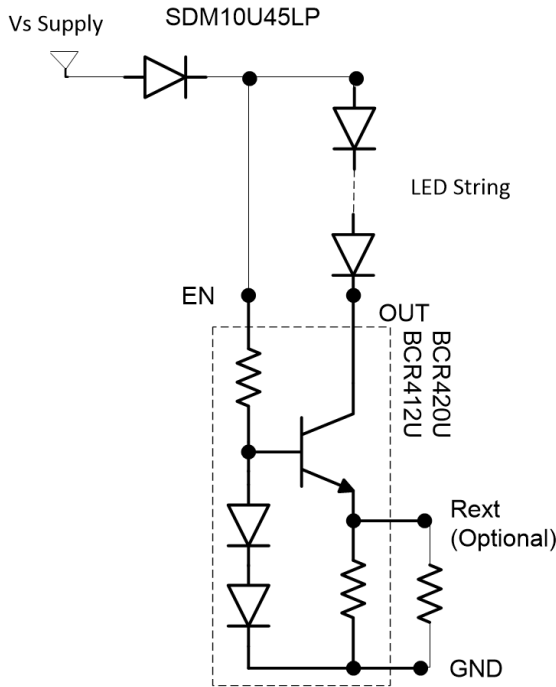 SDM10U45LP
Vs Supply
LED String
EN
OUT
BCR420U
BCR412U
Rext
(Optional)
GND